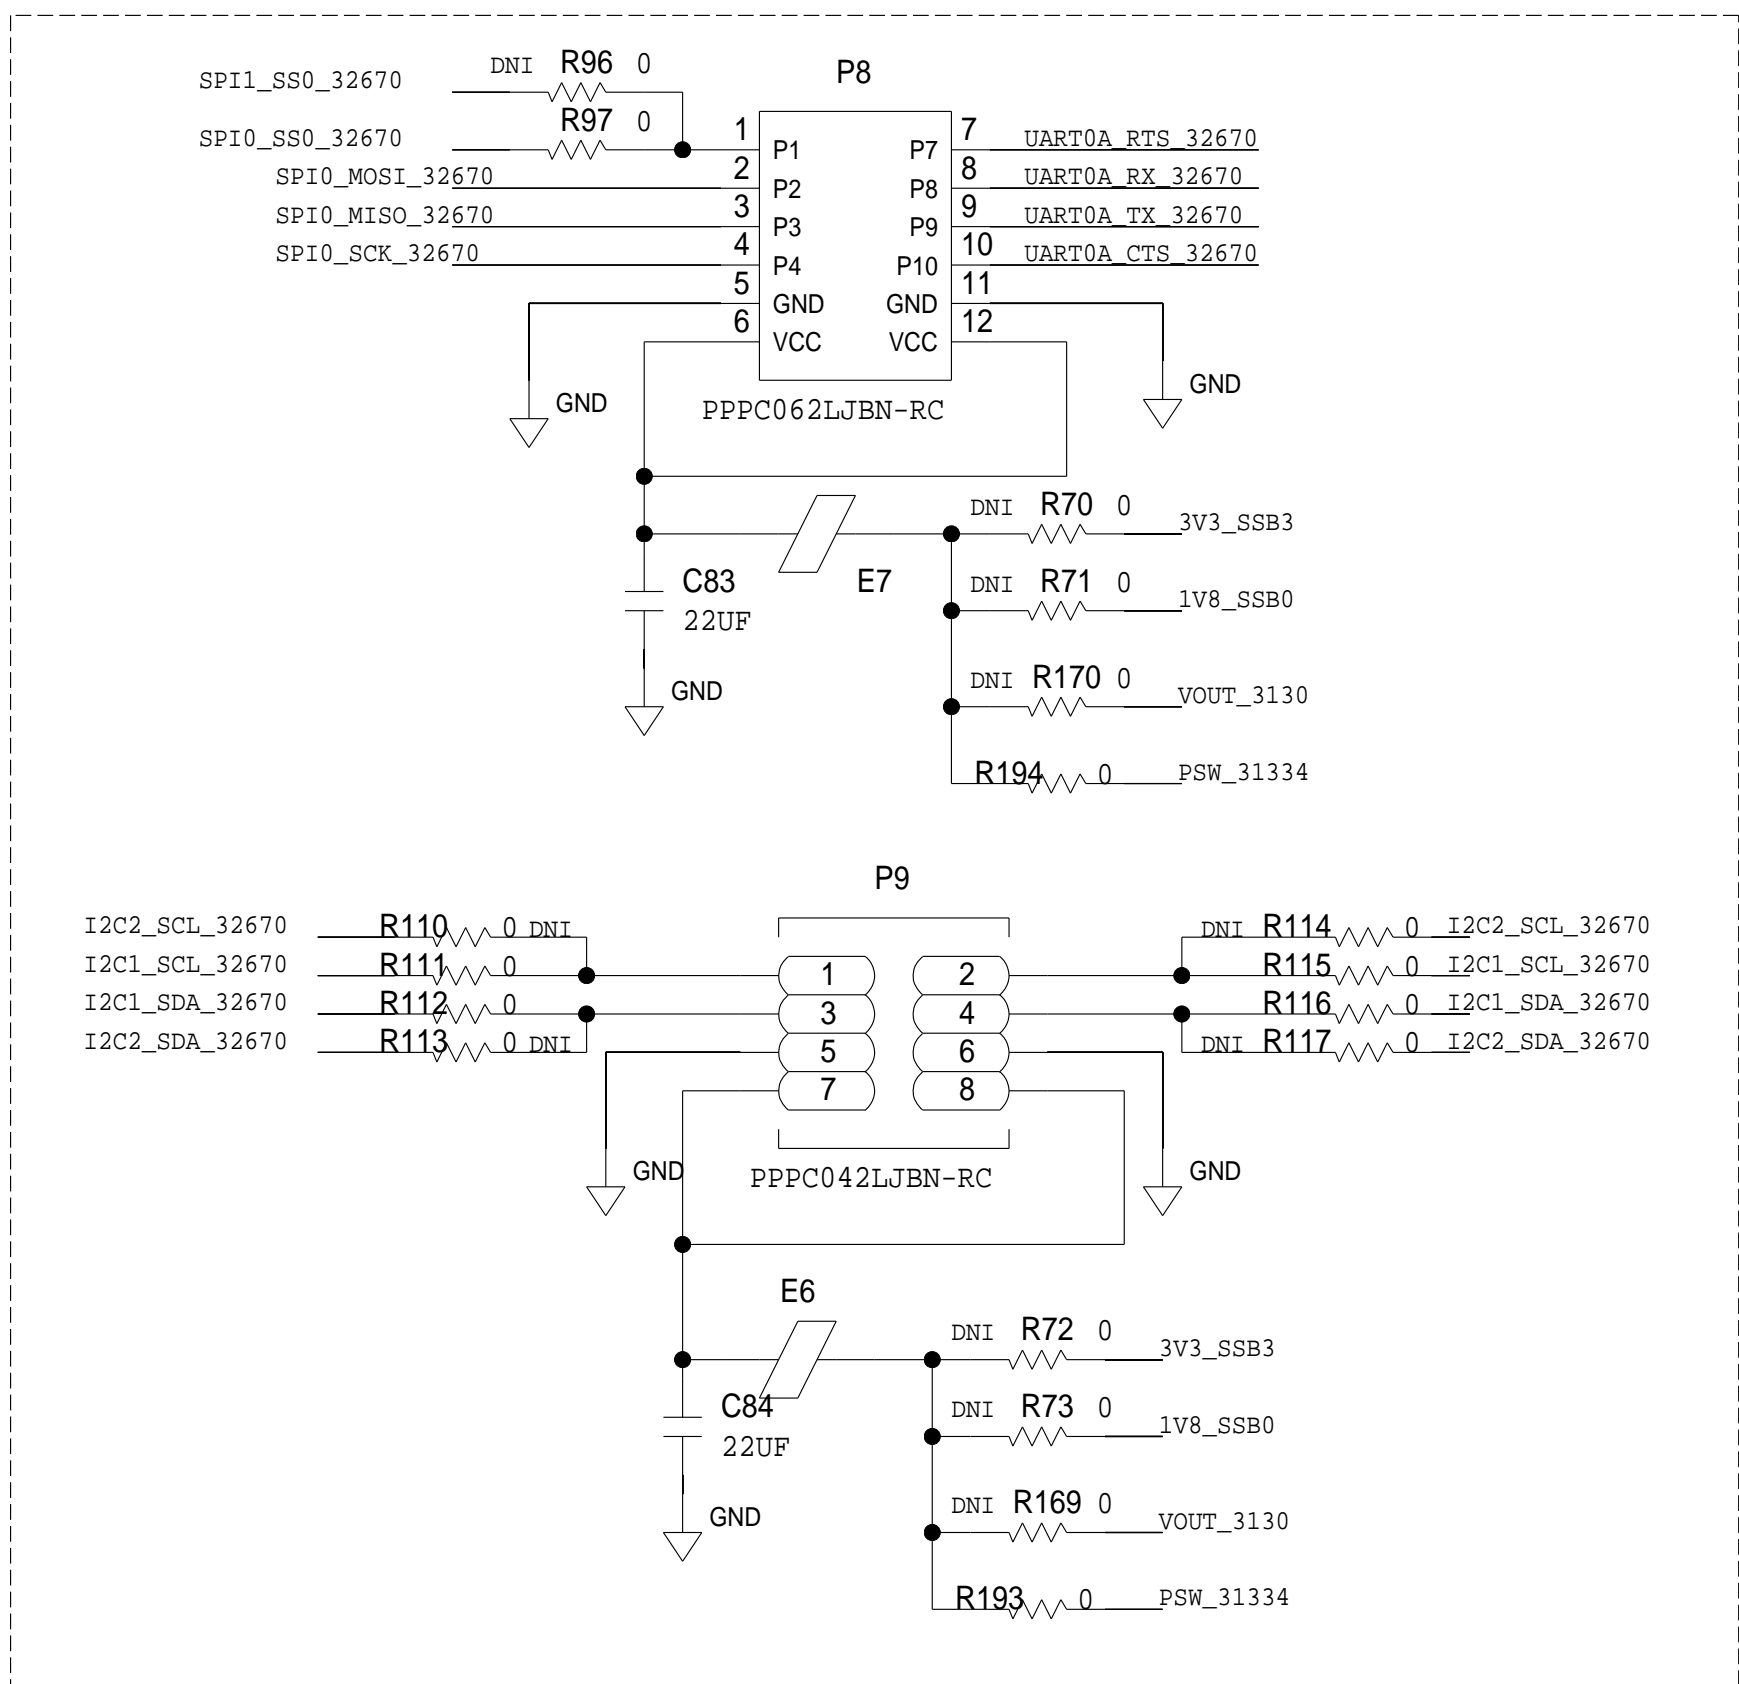 DNI R96 0 P8
SPI1_SS0_32670
R97 0
SPI0_SS0_32670 1 P1 P7 7 UART0A_RTS_32670
SPI0_MOSI_32670 2 P2 P8 8 UART0A_RX_32670
SPI0_MISO_32670 3 P3 P9 9 UART0A_TX_32670
SPI0_SCK_32670 4 P4 P10 10 UART0A_CTS_32670
5 GND GND 11
6 VCC VCC 12
GND PPPC062LJBN-RC GND
DNI R70 0 3V3_SSB3
C83 E7 DNI R71 0 1V8_SSB0
22UF
GND DNI R170 0 VOUT_3130
R194 0 PSW_31334
P9
I2C2_SCL_32670 R110 0 DNI DNI R114 0 I2C2_SCL_32670
I2C1_SCL_32670 R111 0 1 2 R115 0 I2C1_SCL_32670
I2C1_SDA_32670 R112 0 3 4 R116 0 I2C1_SDA_32670
I2C2_SDA_32670 R113 0 DNI 5 6 DNI R117 0 I2C2_SDA_32670
7 8
GND PPPC042LJBN-RC GND
E6
DNI R72 0 3V3_SSB3
C84 DNI R73 0 1V8_SSB0
22UF
GND DNI R169 0 VOUT_3130
R193 0 PSW_31334